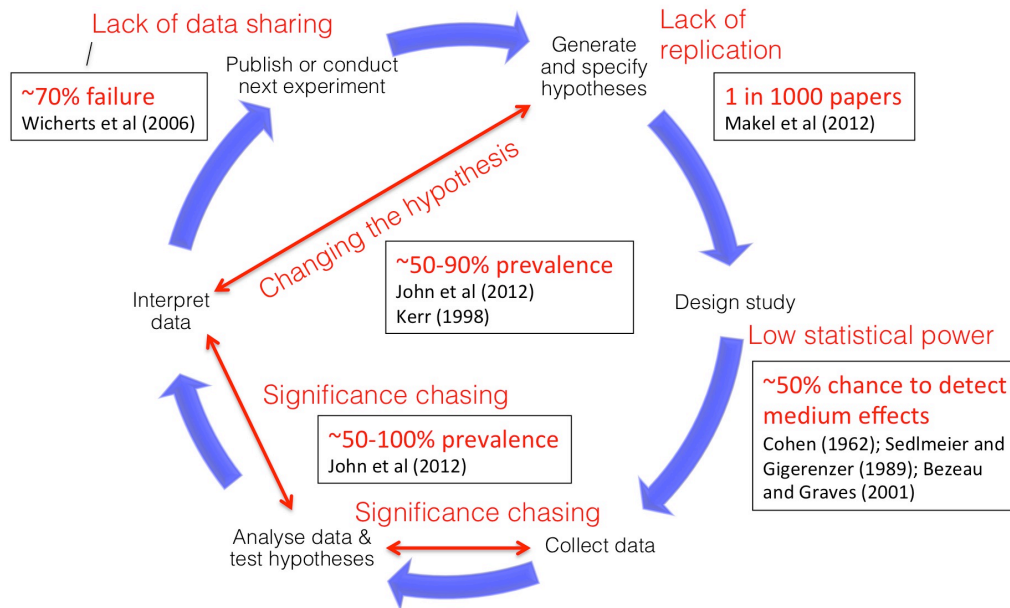 Lack of data sharing
~70% failure
Wicherts et al (2006)
Publish or conduct
next experiment
Generate
and specify
hypotheses
Lack of
replication
1 in 1000 papers
Makel et al (2012)
Changing the hypothesis
~50-90% prevalence
John et al (2012)
Kerr (1998)
Interpret
data
Design study
Low statistical power
~50% chance to detect
medium effects
Cohen (1962); Sedlmeier and
Gigerenzer (1989); Bezeau
and Graves (2001)
Significance chasing
~50-100% prevalence
John et al (2012)
Significance chasing
Analyse data &
test hypotheses
Collect data